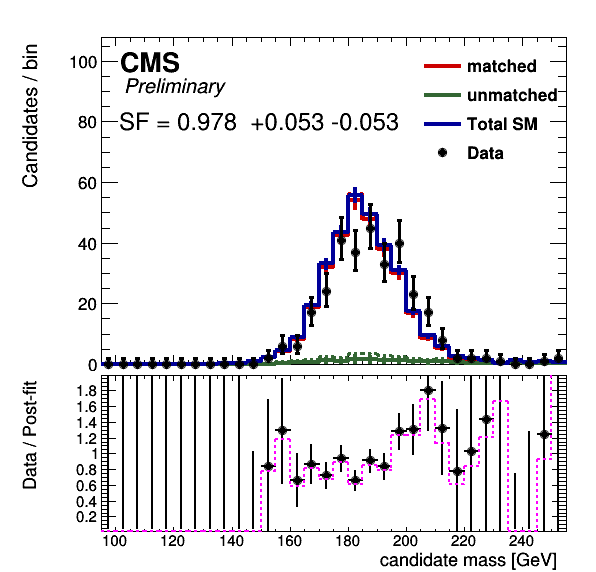 CMS
Preliminary
SF = 0.978 +0.053 -0.053
matched
unmatched
Total SM
Data
Candidates / bin
100
80
60
40
20
0
Data / Post-fit
1.8
1.6
1.4
1.2
1
0.8
0.6
0.4
0.2
100 120 140 160 180 200 220 240
candidate mass [GeV]